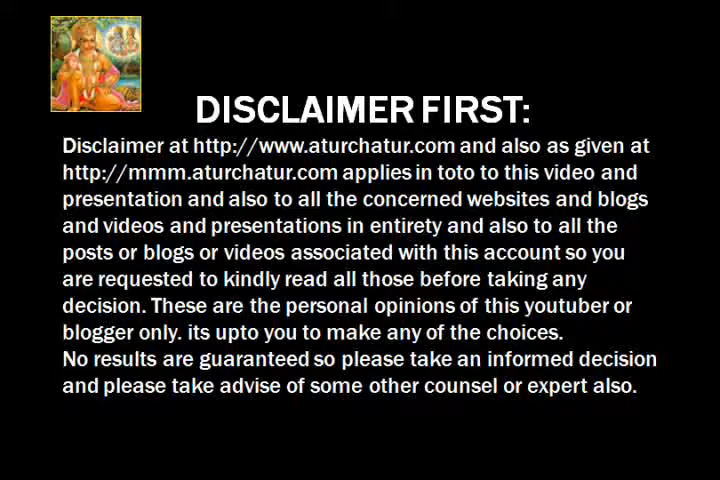 DISCLAIMER FIRST:
Disclaimer at http://www.aturchatur.com and also as given at
http://mmm.aturchatur.com applies in toto to this video and
presentation and also to all the concerned websites and blogs
and videos and presentations in entirety and also to all the
posts or blogs or videos associated with this account so you
are requested to kindly read all those before taking any
decision. These are the personal opinions of this youtuber or
blogger only. its upto you to make any of the choices.
No results are guaranteed so please take an informed decision
and please take advise of some other counsel or expert also.